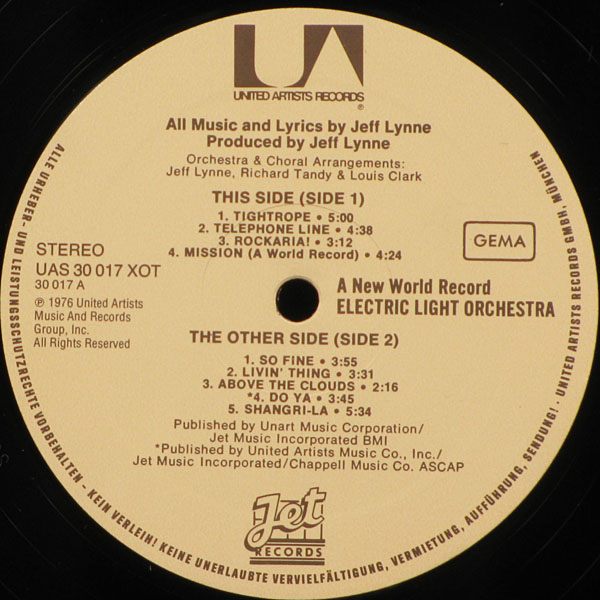 UA
UNITED ARTISTS RECORDS
®
All Music and Lyrics by Jeff Lynne
Produced by Jeff Lynne
Orchestra & Choral Arrangements:
Jeff Lynne, Richard Tandy & Louis Clark
THIS SIDE (SIDE 1)
1. TIGHTROPE • 5:00
2. TELEPHONE LINE • 4:38
3. ROCKARIA! • 3:12
4. MISSION (A World Record) • 4:24
STEREO
UAS 30 017 XOT
30 017 A
℗ 1976 United Artists
Music And Records
Group, Inc.
All Rights Reserved
GEMA
A New World Record
ELECTRIC LIGHT ORCHESTRA
THE OTHER SIDE (SIDE 2)
1. SO FINE • 3:55
2. LIVIN' THING • 3:31
3. ABOVE THE CLOUDS • 2:16
*4. DO YA • 3:45
5. SHANGRI-LA • 5:34
Published by Unart Music Corporation/
Jet Music Incorporated BMI
*Published by United Artists Music Co., Inc./
Jet Music Incorporated/Chappell Music Co. ASCAP
Jet
RECORDS
ALLE URHEBER- UND LEISTUNGSSCHUTZRECHTE VORBEHALTEN - KEIN VERLEIH! KEINE UNERLAUBTE VERVIELFÄLTIGUNG, VERMIETUNG, AUFFÜHRUNG, SENDUNG! · UNITED ARTISTS RECORDS GMBH, MÜNCHEN